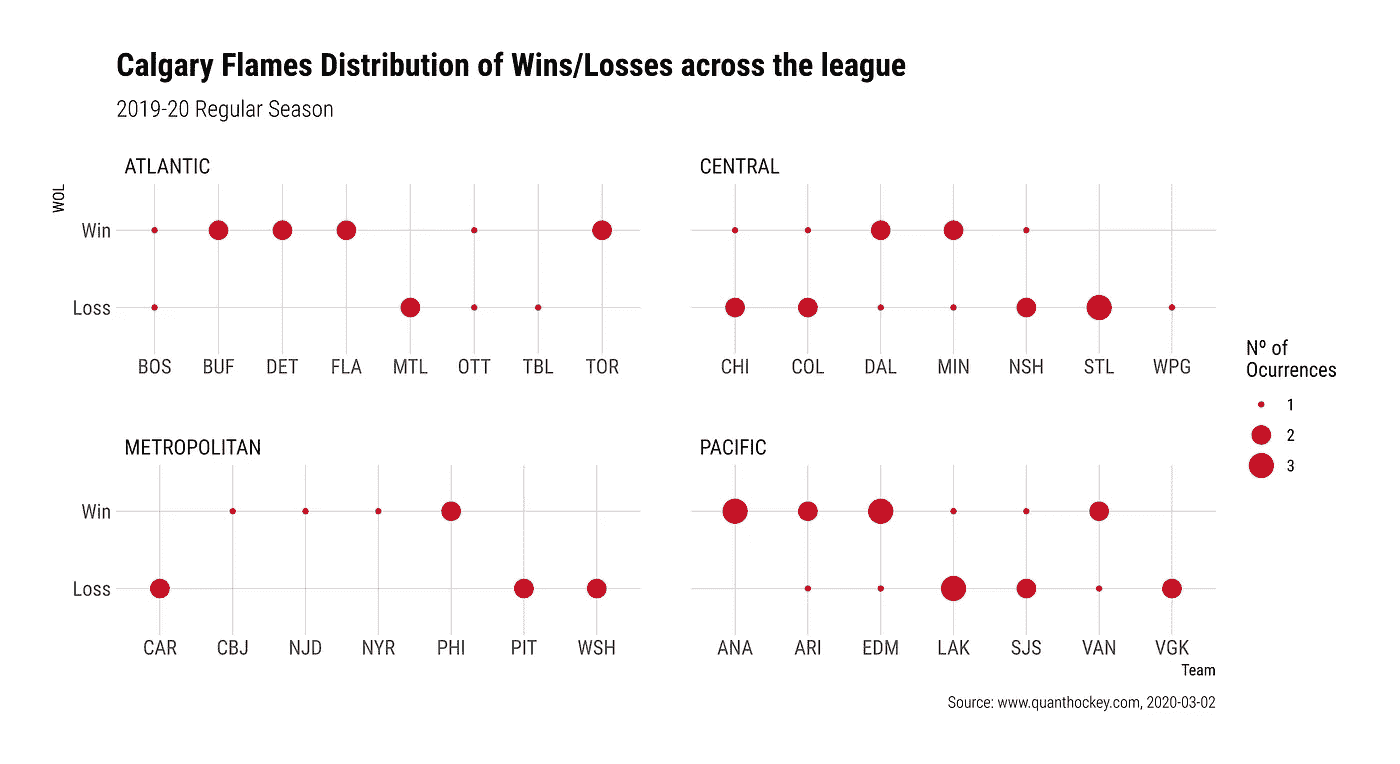 Calgary Flames Distribution of Wins/Losses across the league
2019-20 Regular Season
ATLANTIC
CENTRAL
WOL
Win
Loss
BOS BUF DET FLA MTL OTT TBL TOR
CHI COL DAL MIN NSH STL WPG
Nº of
Ocurrences
1
2
3
METROPOLITAN
PACIFIC
Win
Loss
CAR CBJ NJD NYR PHI PIT WSH
ANA ARI EDM LAK SJS VAN VGK
Team
Source: www.quanthockey.com, 2020-03-02